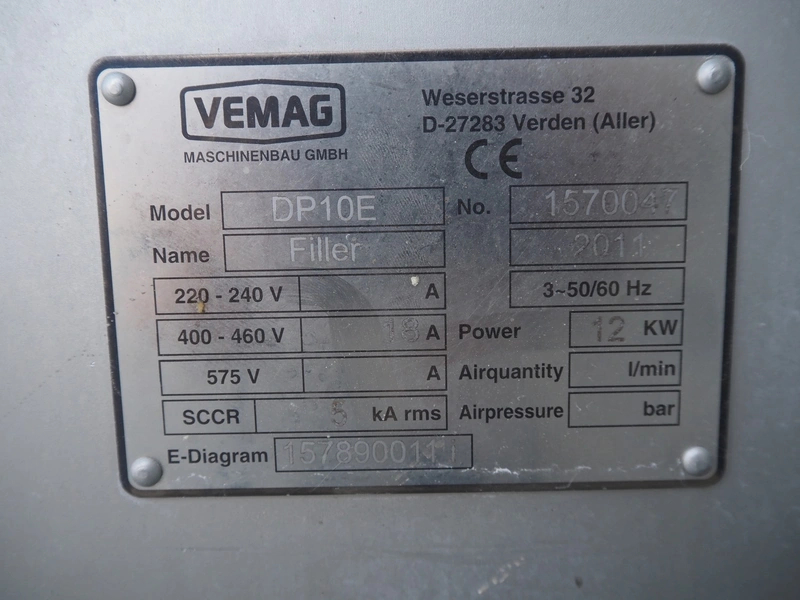 VEMAG
MASCHINENBAU GMBH
Weserstrasse 32
D-27283 Verden (Aller)
CE
Model DP10E No. 1570047
Name Filler 2011
220 - 240 V A 3~50/60 Hz
400 - 460 V 18 A Power 12 KW
575 V A Airquantity l/min
SCCR 5 kA rms Airpressure bar
E-Diagram